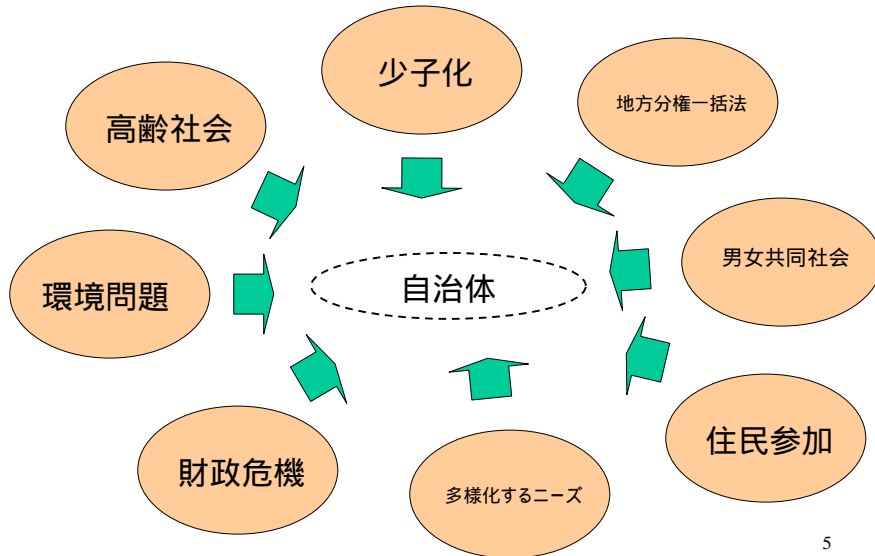 少子化
地方分権一括法
高齢社会
男女共同社会
環境問題
自治体
住民参加
財政危機
多様化するニーズ
5